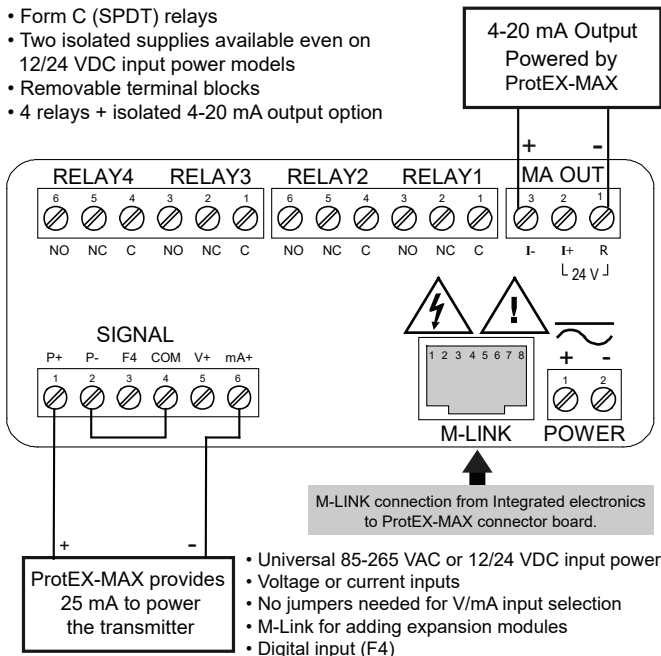 • Form C (SPDT) relays
• Two isolated supplies available even on
12/24 VDC input power models
• Removable terminal blocks
• 4 relays + isolated 4-20 mA output option
4-20 mA Output
Powered by
ProtEX-MAX
+ -
RELAY4 RELAY3 RELAY2 RELAY1 MA OUT
6 5 4 3 2 1 6 5 4 3 2 1 3 2 1
NO NC C NO NC C NO NC C NO NC C I- I+ R
24 V
SIGNAL
P+ P- F4 COM V+ mA+
1 2 3 4 5 6
!
1 2 3 4 5 6 7 8
+ -
1 2
M-LINK POWER
M-LINK connection from Integrated electronics
to ProtEX-MAX connector board.
+ -
ProtEX-MAX provides
25 mA to power
the transmitter
• Universal 85-265 VAC or 12/24 VDC input power
• Voltage or current inputs
• No jumpers needed for V/mA input selection
• M-Link for adding expansion modules
• Digital input (F4)